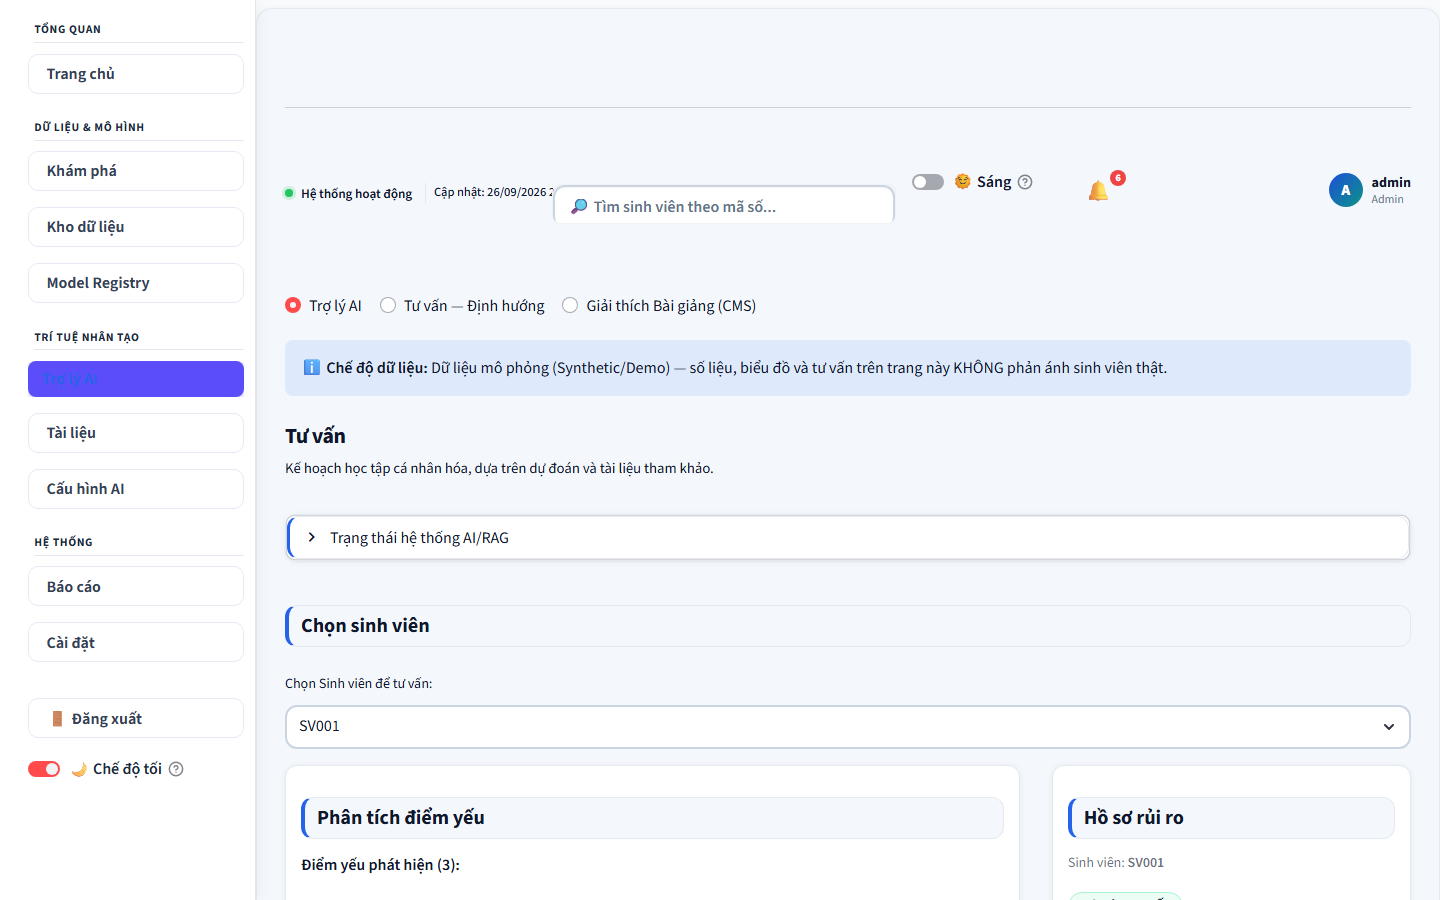 TỔNG QUAN
Trang chủ
DỮ LIỆU & MÔ HÌNH
Khám phá
Kho dữ liệu
Model Registry
TRÍ TUỆ NHÂN TẠO
Trợ lý AI
Tài liệu
Cấu hình AI
HỆ THỐNG
Báo cáo
Cài đặt
Đăng xuất
Chế độ tối
Hệ thống hoạt động
Cập nhật: 26/09/2026
Tìm sinh viên theo mã số...
Sáng
6
A
admin
Admin
Trợ lý AI
Tư vấn — Định hướng
Giải thích Bài giảng (CMS)
Chế độ dữ liệu: Dữ liệu mô phỏng (Synthetic/Demo) — số liệu, biểu đồ và tư vấn trên trang này KHÔNG phản ánh sinh viên thật.
Tư vấn
Kế hoạch học tập cá nhân hóa, dựa trên dự đoán và tài liệu tham khảo.
Trạng thái hệ thống AI/RAG
Chọn sinh viên
Chọn Sinh viên để tư vấn:
SV001
Phân tích điểm yếu
Điểm yếu phát hiện (3):
Hồ sơ rủi ro
Sinh viên: SV001